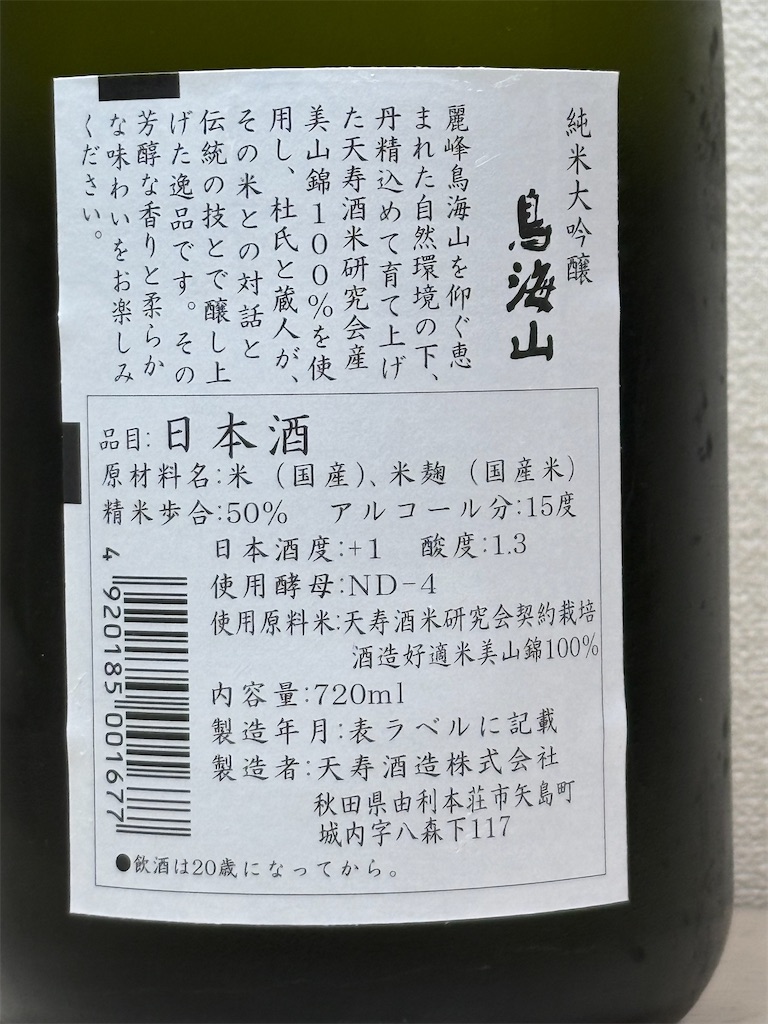 純米大吟醸
鳥海山
麗峰鳥海山を仰ぐ恵
まれた自然環境の下、
丹精込めて育て上げ
た天寿酒米研究会産
美山錦100%を使
用し、杜氏と蔵人が、
その米との対話と
伝統の技とで醸し上
げた逸品です。その
芳醇な香りと柔らか
な味わいをお楽しみ
ください。
品目:日本酒
原材料名:米(国産)、米麹(国産米)
精米歩合:50% アルコール分:15度
日本酒度:+1 酸度:1.3
使用酵母:ND-4
使用原料米:天寿酒米研究会契約栽培
酒造好適米美山錦100%
内容量:720ml
製造年月:表ラベルに記載
製造者:天寿酒造株式会社
秋田県由利本荘市矢島町
城内字八森下117
4 920185 001677
●飲酒は20歳になってから。